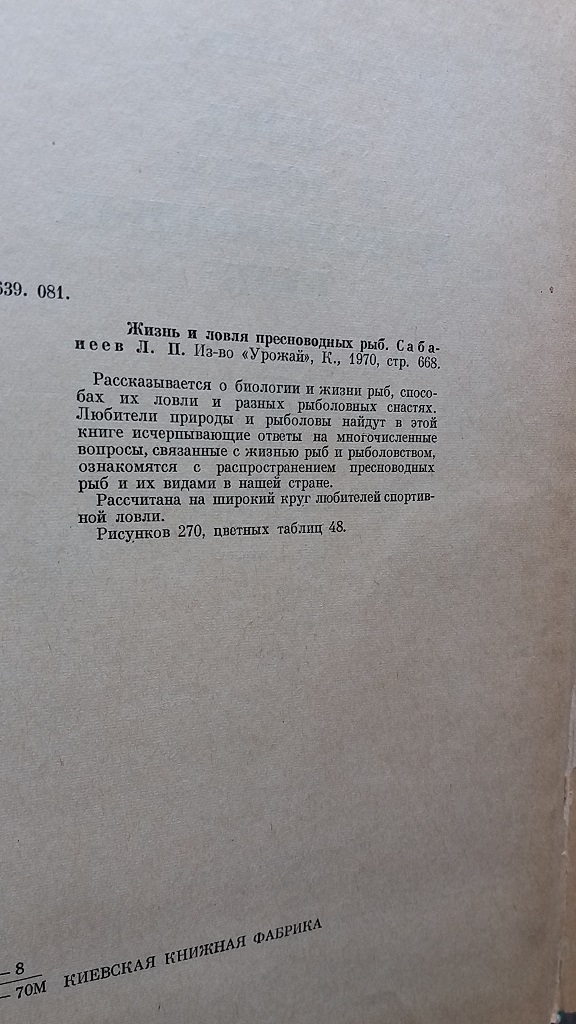 639. 081.
Жизнь и ловля пресноводных рыб. Саба-
неев Л. П. Из-во «Урожай», К., 1970, стр. 668.
Рассказывается о биологии и жизни рыб, спосо-
бах их ловли и разных рыболовных снастях.
Любители природы и рыболовы найдут в этой
книге исчерпывающие ответы на многочисленные
вопросы, связанные с жизнью рыб и рыболовством,
ознакомятся с распространением пресноводных
рыб и их видами в нашей стране.
Рассчитана на широкий круг любителей спортив-
ной ловли.
Рисунков 270, цветных таблиц 48.
— 8
— 70М КИЕВСКАЯ КНИЖНАЯ ФАБРИКА